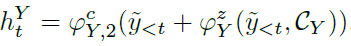 h_t^Y = φ_{Y,2}^c(ỹ_{<t} + φ_Y^z(ỹ_{<t}, 𝒞_Y))